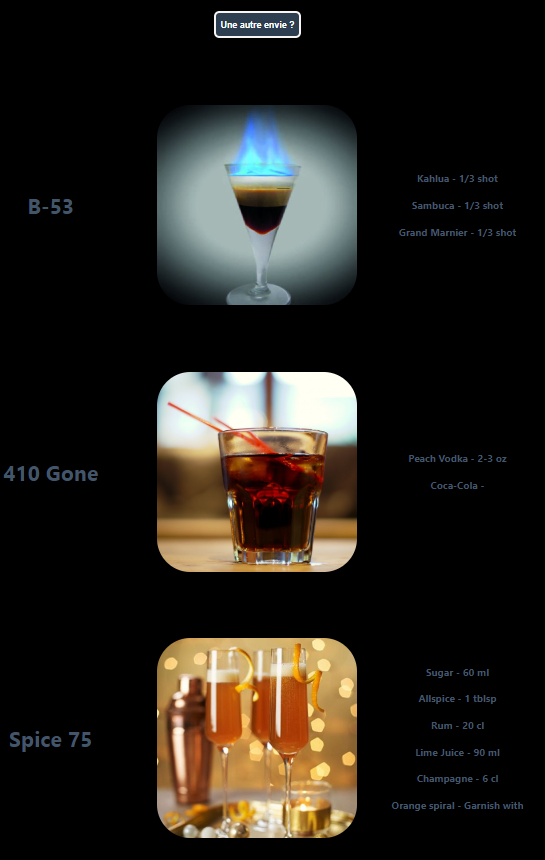 Une autre envie ?
B-53
Kahlua - 1/3 shot
Sambuca - 1/3 shot
Grand Marnier - 1/3 shot
410 Gone
Peach Vodka - 2-3 oz
Coca-Cola -
Spice 75
Sugar - 60 ml
Allspice - 1 tblsp
Rum - 20 cl
Lime Juice - 90 ml
Champagne - 6 cl
Orange spiral - Garnish with